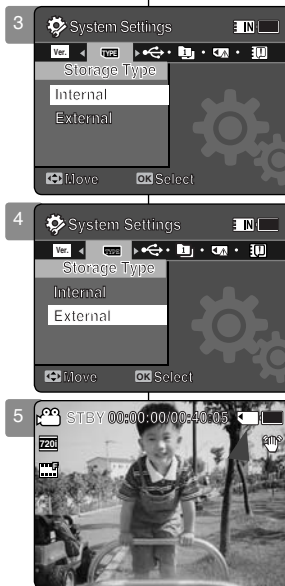 3
System Settings
IN
Ver. TYPE
Storage Type
Internal
External
Move OK Select
4
System Settings
IN
Ver. TYPE
Storage Type
Internal
External
Move OK Select
5
STBY 00:00:00/00:40:05
720i
F